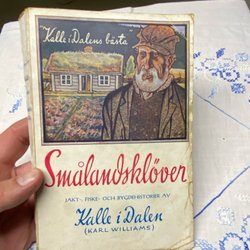 "Kalle i Dalens bästa"
Smålandsklöver
JAKT-, FISKE- OCH BYGDEHISTORIER AV
Kalle i Dalen
(KARL WILLIAMS)